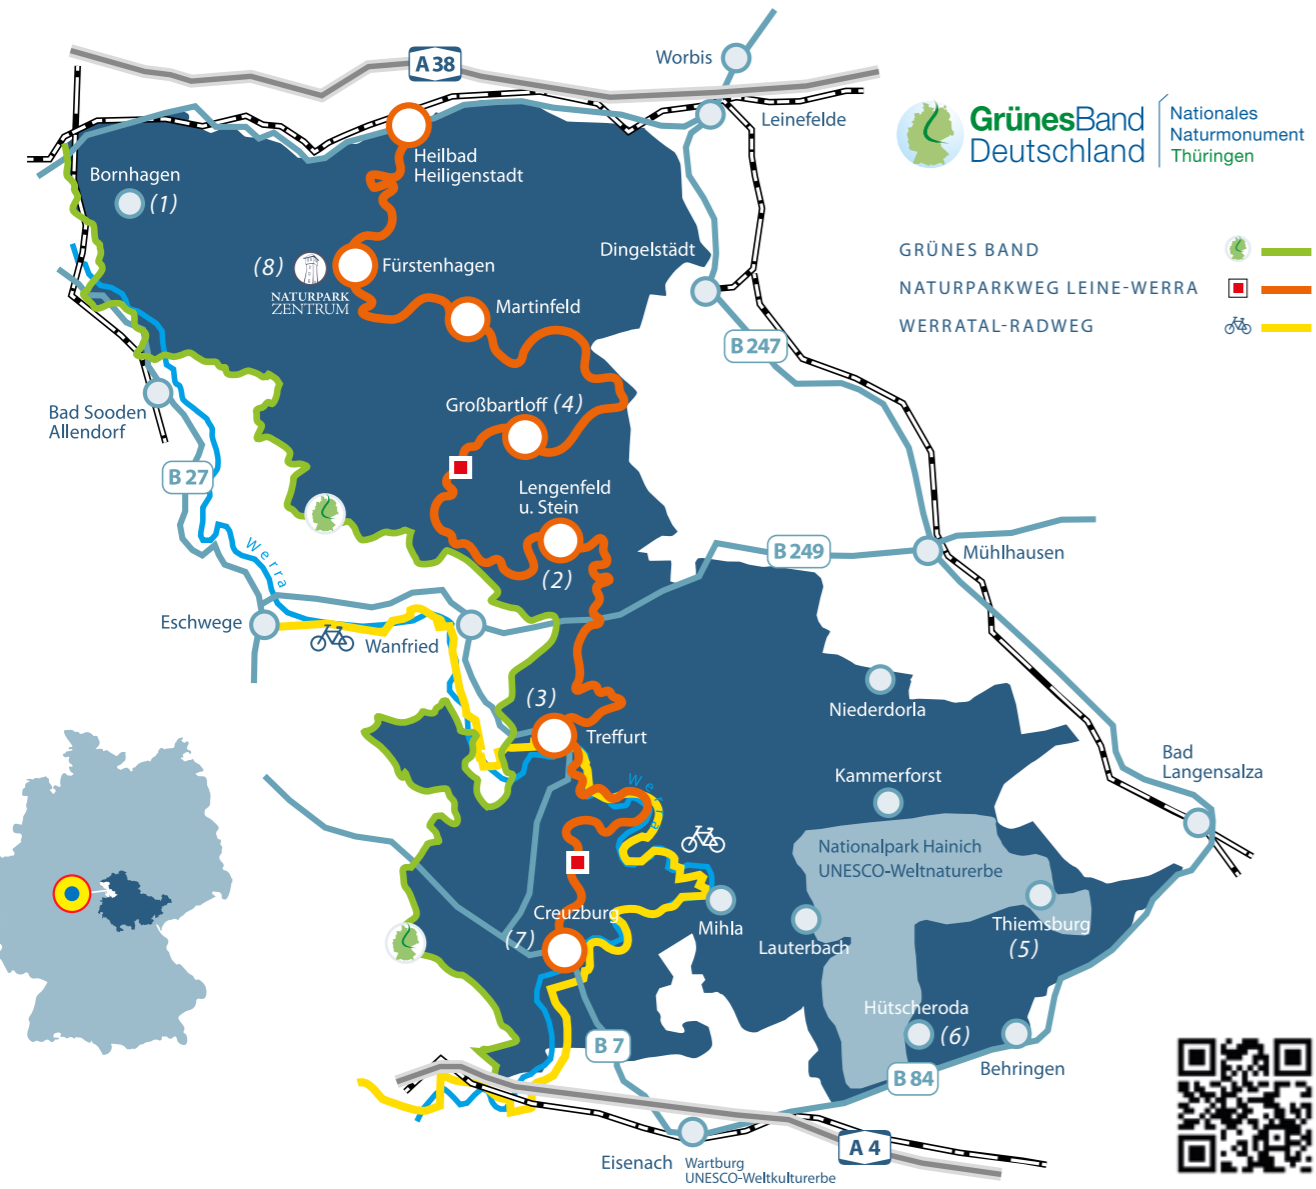 A 38
Worbis
Leinefelde
GrünesBand
Deutschland
Nationales
Naturmonument
Thüringen
Heilbad
Heiligenstadt
Bornhagen
(1)
Dingelstädt
GRÜNES BAND
NATURPARKWEG LEINE-WERRA
WERRATAL-RADWEG
(8)
Fürstenhagen
NATURPARK
ZENTRUM
Martinfeld
B 247
Großbartloff (4)
Bad Sooden
Allendorf
B 27
Lengenfeld
u. Stein
(2)
Werra
B 249
Mühlhausen
Eschwege
Wanfried
Niederdorla
(3)
Treffurt
Bad
Langensalza
Kammerforst
Werra
Nationalpark Hainich
UNESCO-Weltnaturerbe
Creuzburg
(7)
Mihla
Lauterbach
Thiemsburg
(5)
Hütscheroda
(6)
B 7
B 84
Behringen
A 4
Eisenach
Wartburg
UNESCO-Weltkulturerbe